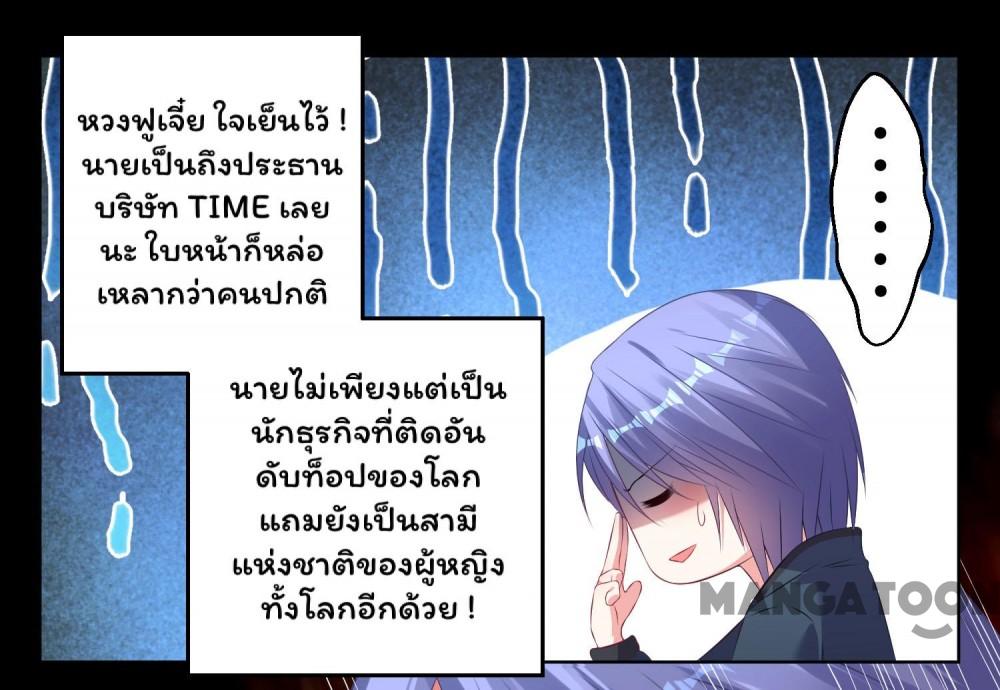 หวงฟูเจี๋ย ใจเย็นไว้ !
นายเป็นถึงประธาน
บริษัท TIME เลย
นะ ใบหน้าก็หล่อ
เหลากว่าคนปกติ
นายไม่เพียงแต่เป็น
นักธุรกิจที่ติดอัน
ดับท็อปของโลก
แถมยังเป็นสามี
แห่งชาติของผู้หญิง
ทั้งโลกอีกด้วย !
......
MANGATOON